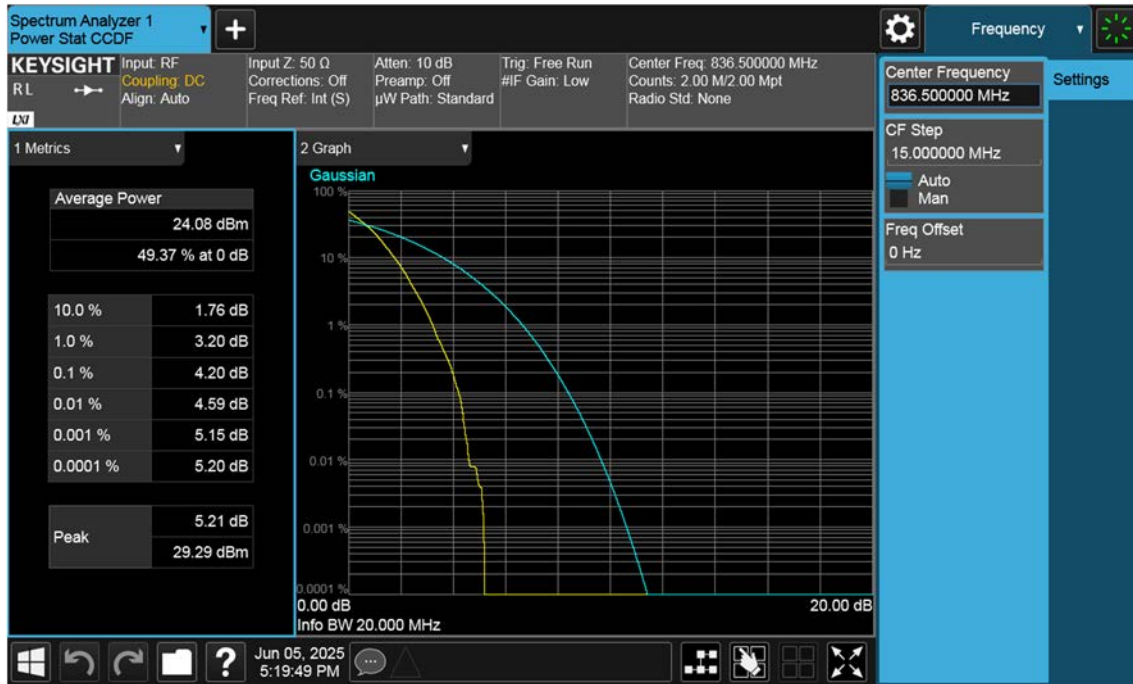 Spectrum Analyzer 1
Power Stat CCDF
Frequency
KEYSIGHT
R L
LXI
Input: RF
Coupling: DC
Align: Auto
Input Z: 50 Ω
Corrections: Off
Freq Ref: Int (S)
Atten: 10 dB
Preamp: Off
µW Path: Standard
Trig: Free Run
#IF Gain: Low
Center Freq: 836.500000 MHz
Counts: 2.00 M/2.00 Mpt
Radio Std: None
Center Frequency
836.500000 MHz
Settings
CF Step
15.000000 MHz
Auto
Man
Freq Offset
0 Hz
1 Metrics
Average Power
24.08 dBm
49.37 % at 0 dB
10.0 % 1.76 dB
1.0 % 3.20 dB
0.1 % 4.20 dB
0.01 % 4.59 dB
0.001 % 5.15 dB
0.0001 % 5.20 dB
Peak
5.21 dB
29.29 dBm
2 Graph
Gaussian
100 %
10 %
1 %
0.1 %
0.01 %
0.001 %
0.0001 %
0.00 dB 20.00 dB
Info BW 20.000 MHz
?
Jun 05, 2025
5:19:49 PM